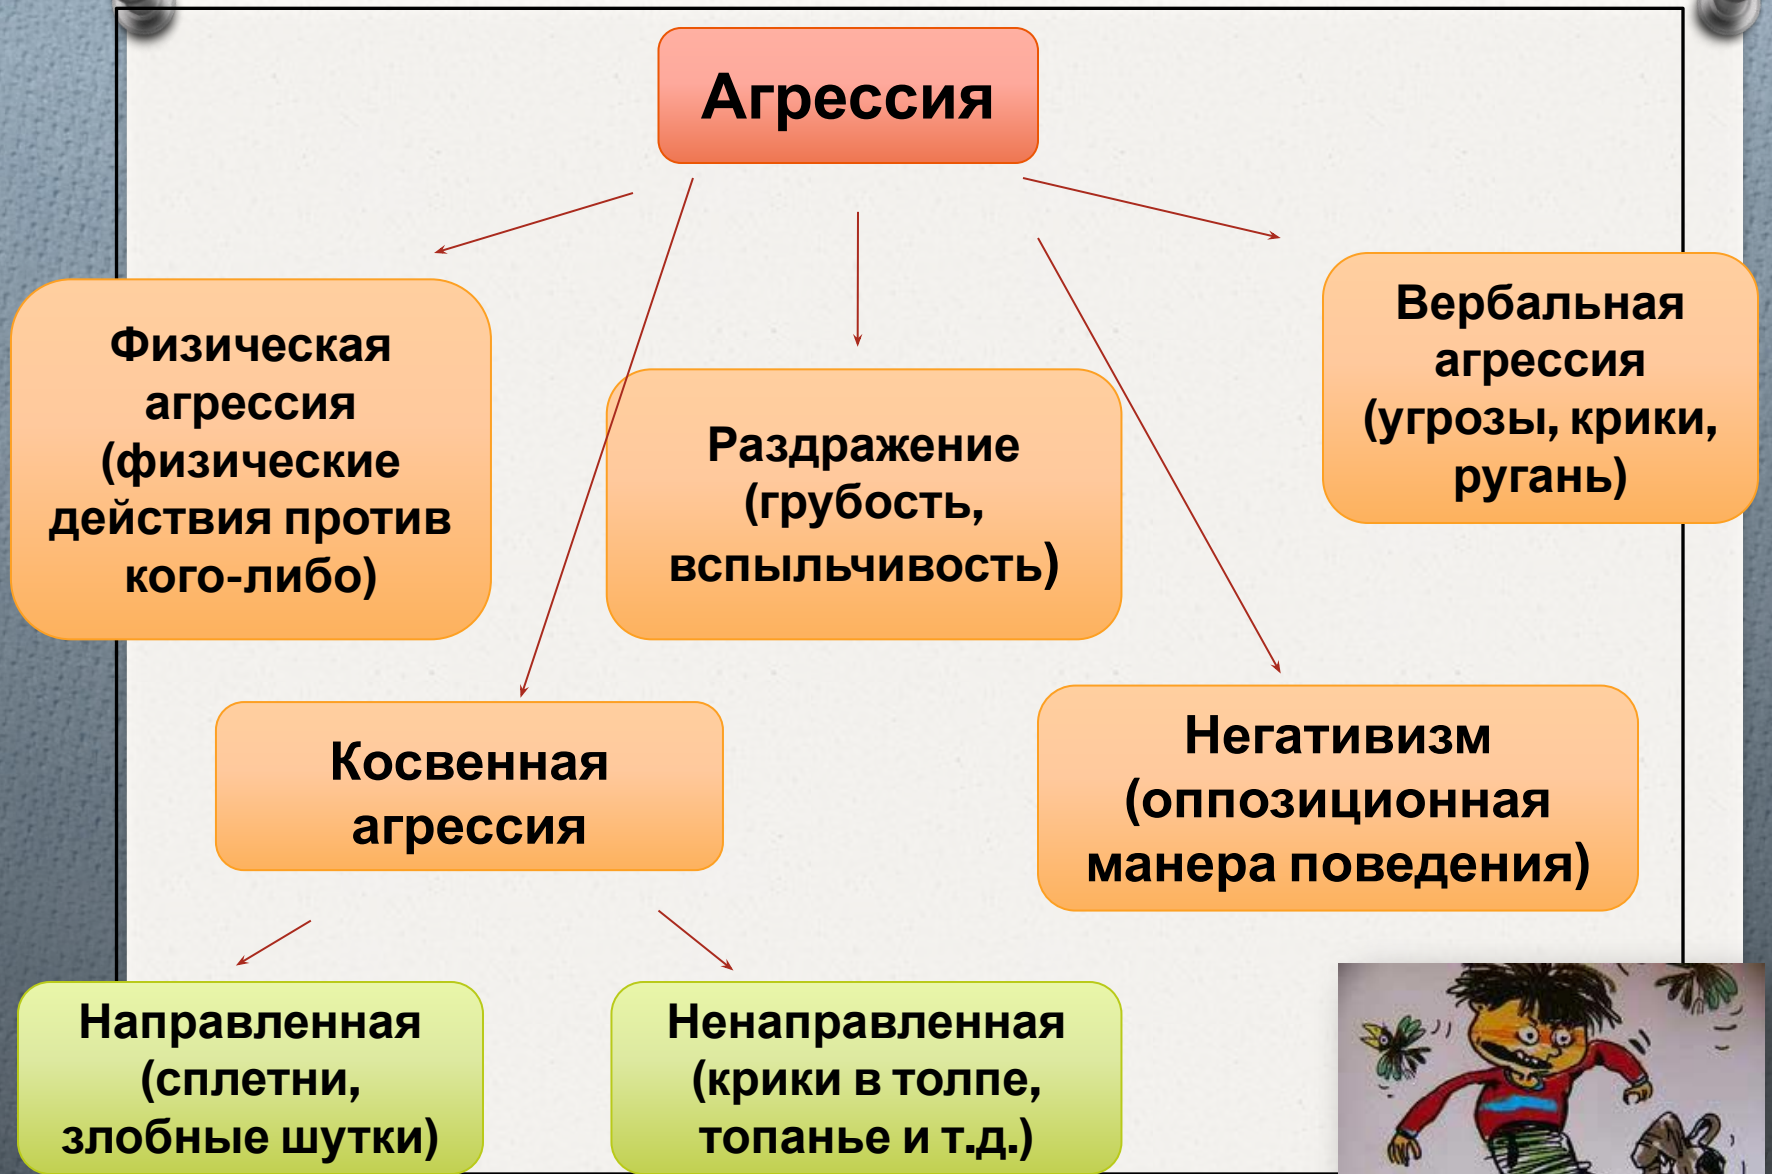 Агрессия
Физическая
агрессия
(физические
действия против
кого-либо)
Раздражение
(грубость,
вспыльчивость)
Вербальная
агрессия
(угрозы, крики,
ругань)
Косвенная
агрессия
Негативизм
(оппозиционная
манера поведения)
Направленная
(сплетни,
злобные шутки)
Ненаправленная
(крики в толпе,
топанье и т.д.)